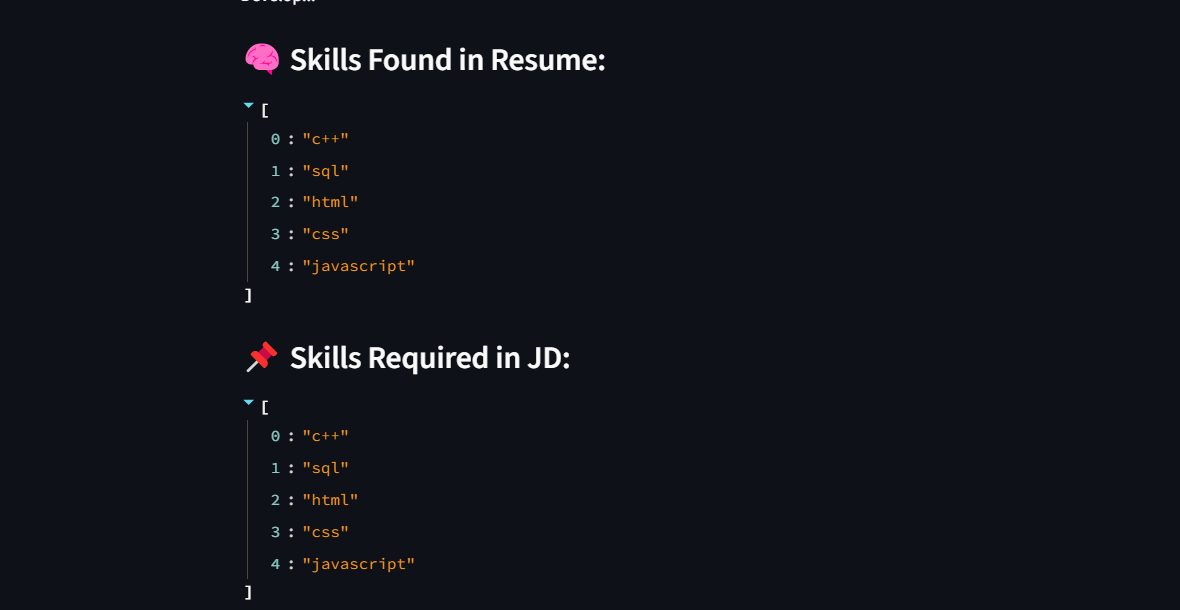 Skills Found in Resume:
[
0 : "c++"
1 : "sql"
2 : "html"
3 : "css"
4 : "javascript"
]
Skills Required in JD:
[
0 : "c++"
1 : "sql"
2 : "html"
3 : "css"
4 : "javascript"
]